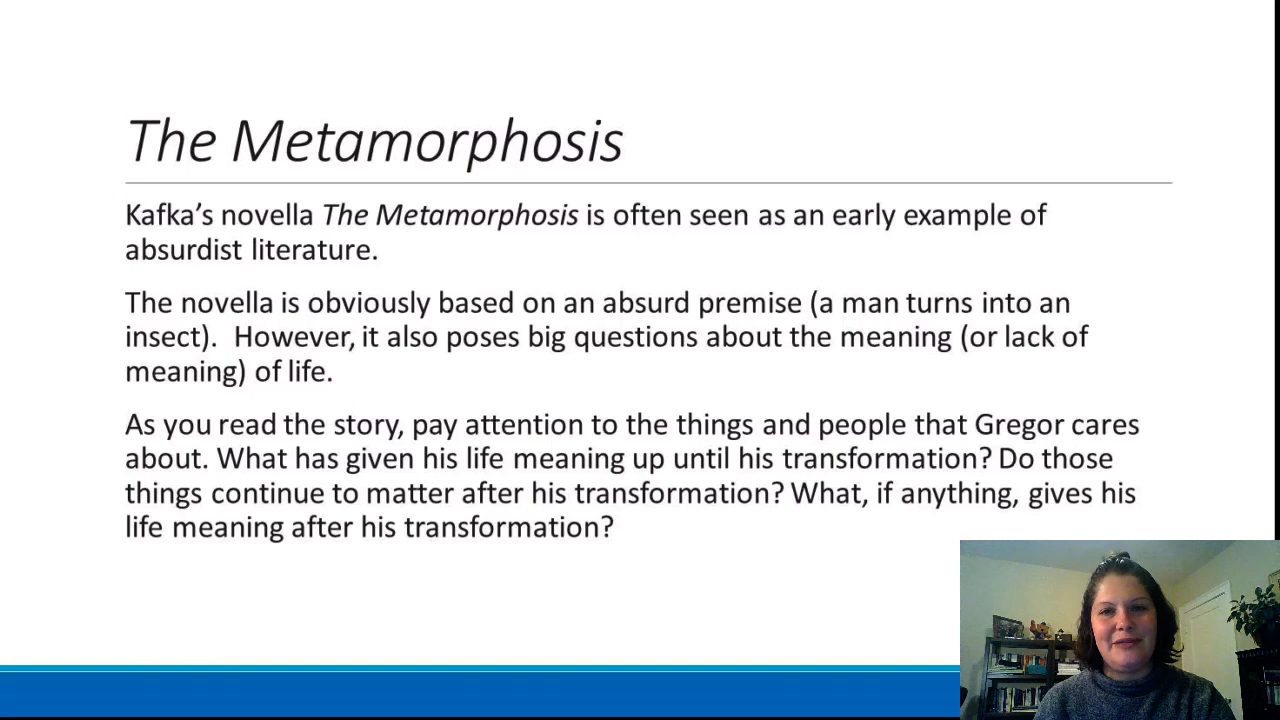 The Metamorphosis
Kafka’s novella The Metamorphosis is often seen as an early example of
absurdist literature.
The novella is obviously based on an absurd premise (a man turns into an
insect).  However, it also poses big questions about the meaning (or lack of
meaning) of life.
As you read the story, pay attention to the things and people that Gregor cares
about. What has given his life meaning up until his transformation? Do those
things continue to matter after his transformation? What, if anything, gives his
life meaning after his transformation?